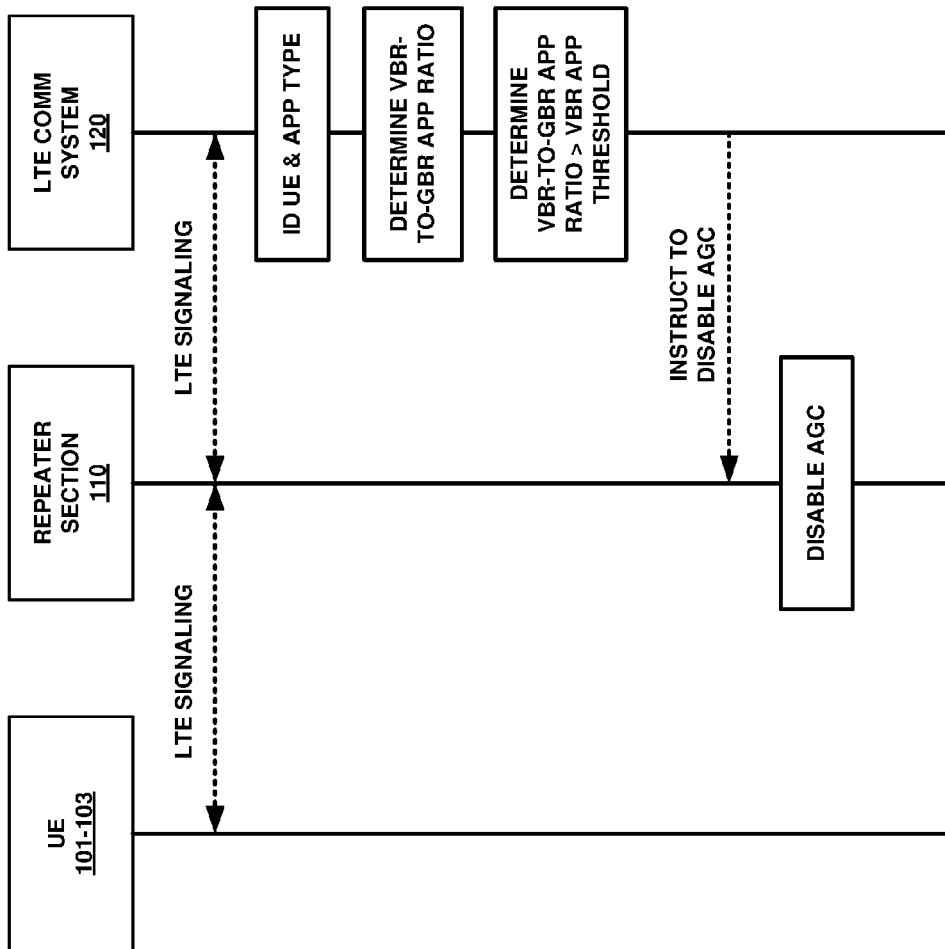 UE
101-103
REPEATER
SECTION
110
LTE COMM
SYSTEM
120
LTE SIGNALING
LTE SIGNALING
ID UE & APP TYPE
DETERMINE VBR-
TO-GBR APP RATIO
DETERMINE
VBR-TO-GBR APP
RATIO > VBR APP
THRESHOLD
INSTRUCT TO
DISABLE AGC
DISABLE AGC